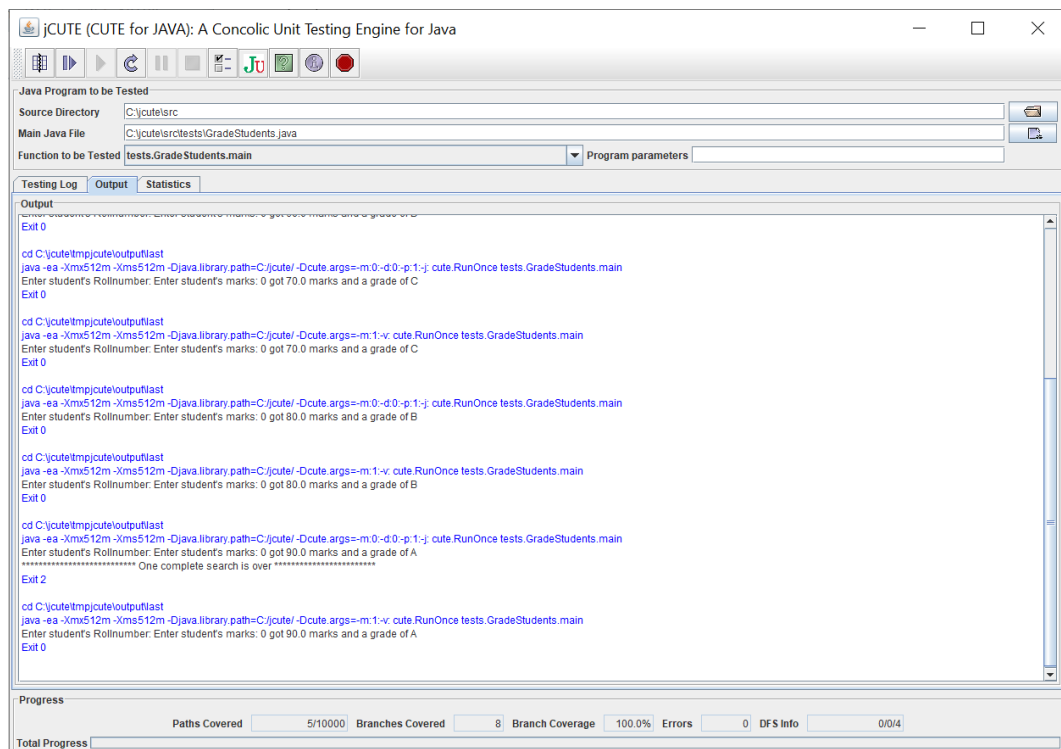 jCUTE (CUTE for JAVA): A Concolic Unit Testing Engine for Java
JU ?
Java Program to be Tested
Source Directory C:\jcute\src
Main Java File C:\jcute\src\tests\GradeStudents.java
Function to be Tested tests.GradeStudents.main Program parameters
Testing Log Output Statistics
Output
Exit 0
cd C:\jcute\tmpjcute\output\last
java -ea -Xmx512m -Xms512m -Djava.library.path=C:/jcute/ -Dcute.args=-m:0:-d:0:-p:1:-j: cute.RunOnce tests.GradeStudents.main
Enter student's Rollnumber: Enter student's marks: 0 got 70.0 marks and a grade of C
Exit 0
cd C:\jcute\tmpjcute\output\last
java -ea -Xmx512m -Xms512m -Djava.library.path=C:/jcute/ -Dcute.args=-m:1:-v: cute.RunOnce tests.GradeStudents.main
Enter student's Rollnumber: Enter student's marks: 0 got 70.0 marks and a grade of C
Exit 0
cd C:\jcute\tmpjcute\output\last
java -ea -Xmx512m -Xms512m -Djava.library.path=C:/jcute/ -Dcute.args=-m:0:-d:0:-p:1:-j: cute.RunOnce tests.GradeStudents.main
Enter student's Rollnumber: Enter student's marks: 0 got 80.0 marks and a grade of B
Exit 0
cd C:\jcute\tmpjcute\output\last
java -ea -Xmx512m -Xms512m -Djava.library.path=C:/jcute/ -Dcute.args=-m:1:-v: cute.RunOnce tests.GradeStudents.main
Enter student's Rollnumber: Enter student's marks: 0 got 80.0 marks and a grade of B
Exit 0
cd C:\jcute\tmpjcute\output\last
java -ea -Xmx512m -Xms512m -Djava.library.path=C:/jcute/ -Dcute.args=-m:0:-d:0:-p:1:-j: cute.RunOnce tests.GradeStudents.main
Enter student's Rollnumber: Enter student's marks: 0 got 90.0 marks and a grade of A
*************************** One complete search is over ************************
Exit 2
cd C:\jcute\tmpjcute\output\last
java -ea -Xmx512m -Xms512m -Djava.library.path=C:/jcute/ -Dcute.args=-m:1:-v: cute.RunOnce tests.GradeStudents.main
Enter student's Rollnumber: Enter student's marks: 0 got 90.0 marks and a grade of A
Exit 0
Progress
Paths Covered 5/10000 Branches Covered 8 Branch Coverage 100.0% Errors 0 DFS Info 0/0/4
Total Progress